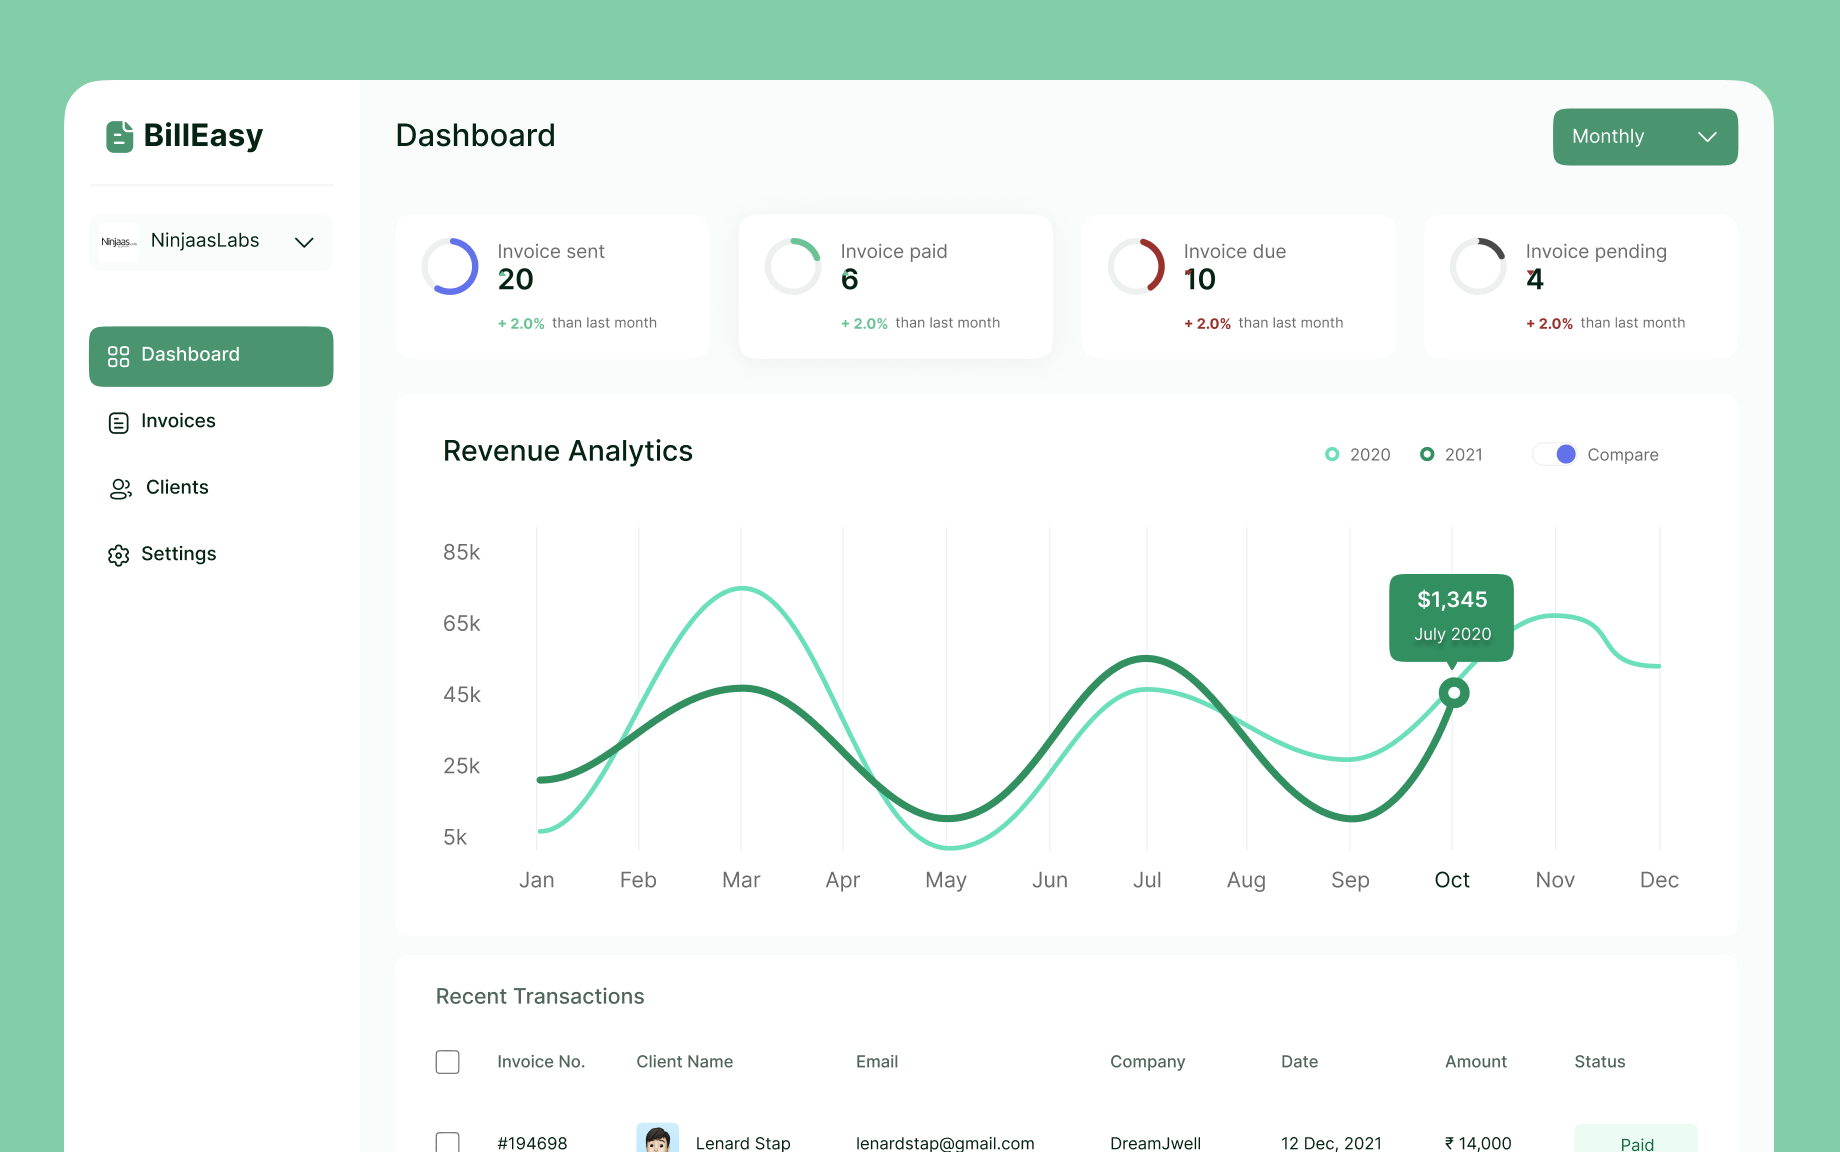 BillEasy
Dashboard
Monthly
Ninjaas
NinjaasLabs
Dashboard
Invoices
Clients
Settings
Invoice sent
20
+ 2.0% than last month
Invoice paid
6
+ 2.0% than last month
Invoice due
10
+ 2.0% than last month
Invoice pending
4
+ 2.0% than last month
Revenue Analytics
2020 2021 Compare
85k
65k
45k
25k
5k
$1,345
July 2020
Jan Feb Mar Apr May Jun Jul Aug Sep Oct Nov Dec
Recent Transactions
Invoice No. Client Name Email Company Date Amount Status
#194698 Lenard Stap lenardstap@gmail.com DreamJwell 12 Dec, 2021 ₹ 14,000 Paid